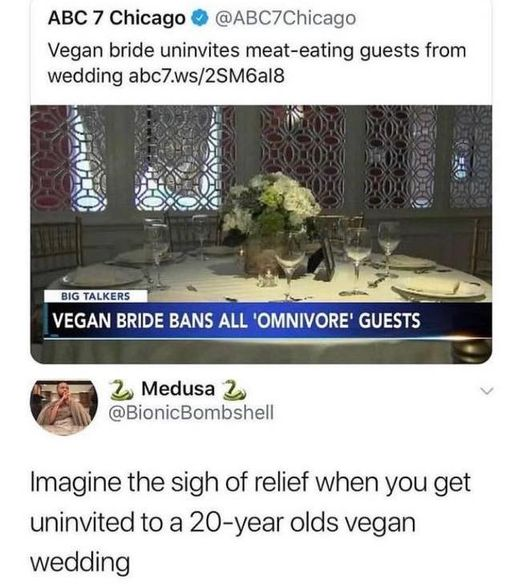 ABC 7 Chicago @ABC7Chicago
Vegan bride uninvites meat-eating guests from
wedding abc7.ws/2SM6al8
BIG TALKERS
VEGAN BRIDE BANS ALL 'OMNIVORE' GUESTS
Medusa
@BionicBombshell
Imagine the sigh of relief when you get
uninvited to a 20-year olds vegan
wedding